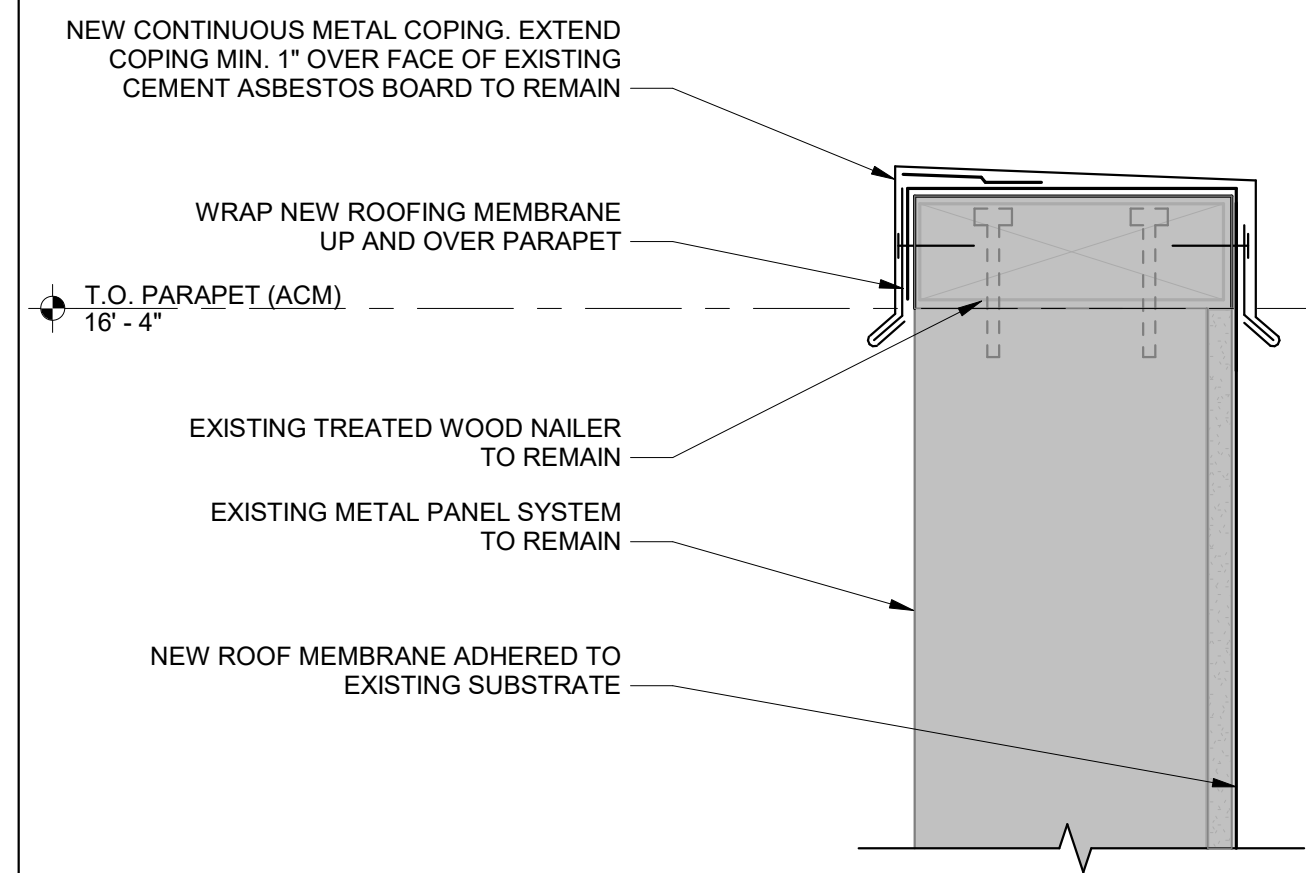 NEW CONTINUOUS METAL COPING. EXTEND
COPING MIN. 1" OVER FACE OF EXISTING
CEMENT ASBESTOS BOARD TO REMAIN
WRAP NEW ROOFING MEMBRANE
UP AND OVER PARAPET
T.O. PARAPET (ACM)
16' - 4"
EXISTING TREATED WOOD NAILER
TO REMAIN
EXISTING METAL PANEL SYSTEM
TO REMAIN
NEW ROOF MEMBRANE ADHERED TO
EXISTING SUBSTRATE